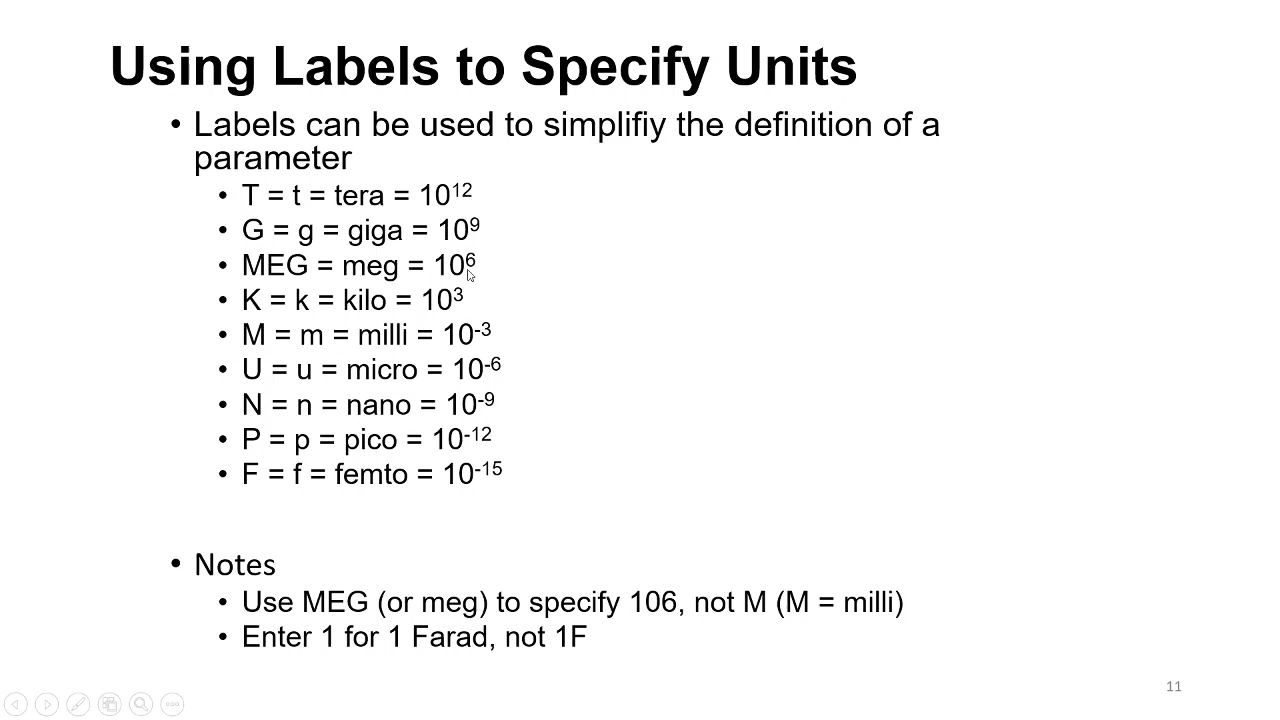 Using Labels to Specify Units
• Labels can be used to simplifiy the definition of a
parameter
• T = t = tera = 10¹²
• G = g = giga = 10⁹
• MEG = meg = 10⁶
• K = k = kilo = 10³
• M = m = milli = 10⁻³
• U = u = micro = 10⁻⁶
• N = n = nano = 10⁻⁹
• P = p = pico = 10⁻¹²
• F = f = femto = 10⁻¹⁵
• Notes
• Use MEG (or meg) to specify 106, not M (M = milli)
• Enter 1 for 1 Farad, not 1F
11